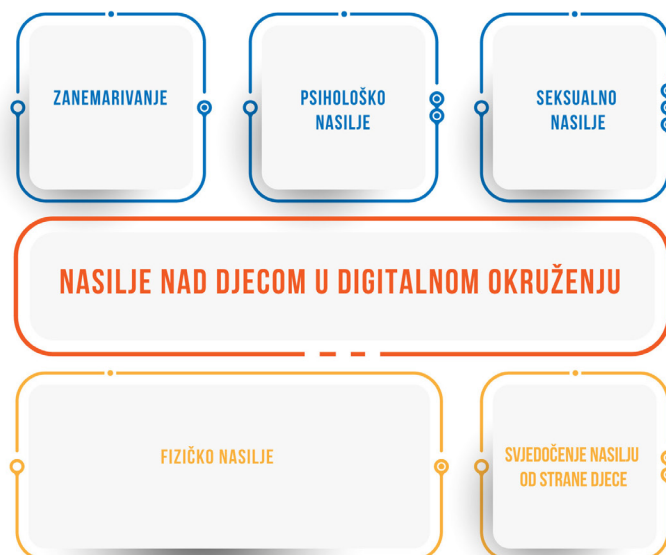 ZANEMARIVANJE
PSIHOLOŠKO
NASILJE
SEKSUALNO
NASILJE
NASILJE NAD DJECOM U DIGITALNOM OKRUŽENJU
FIZIČKO NASILJE
SVJEDOČENJE NASILJU
OD STRANE DJECE